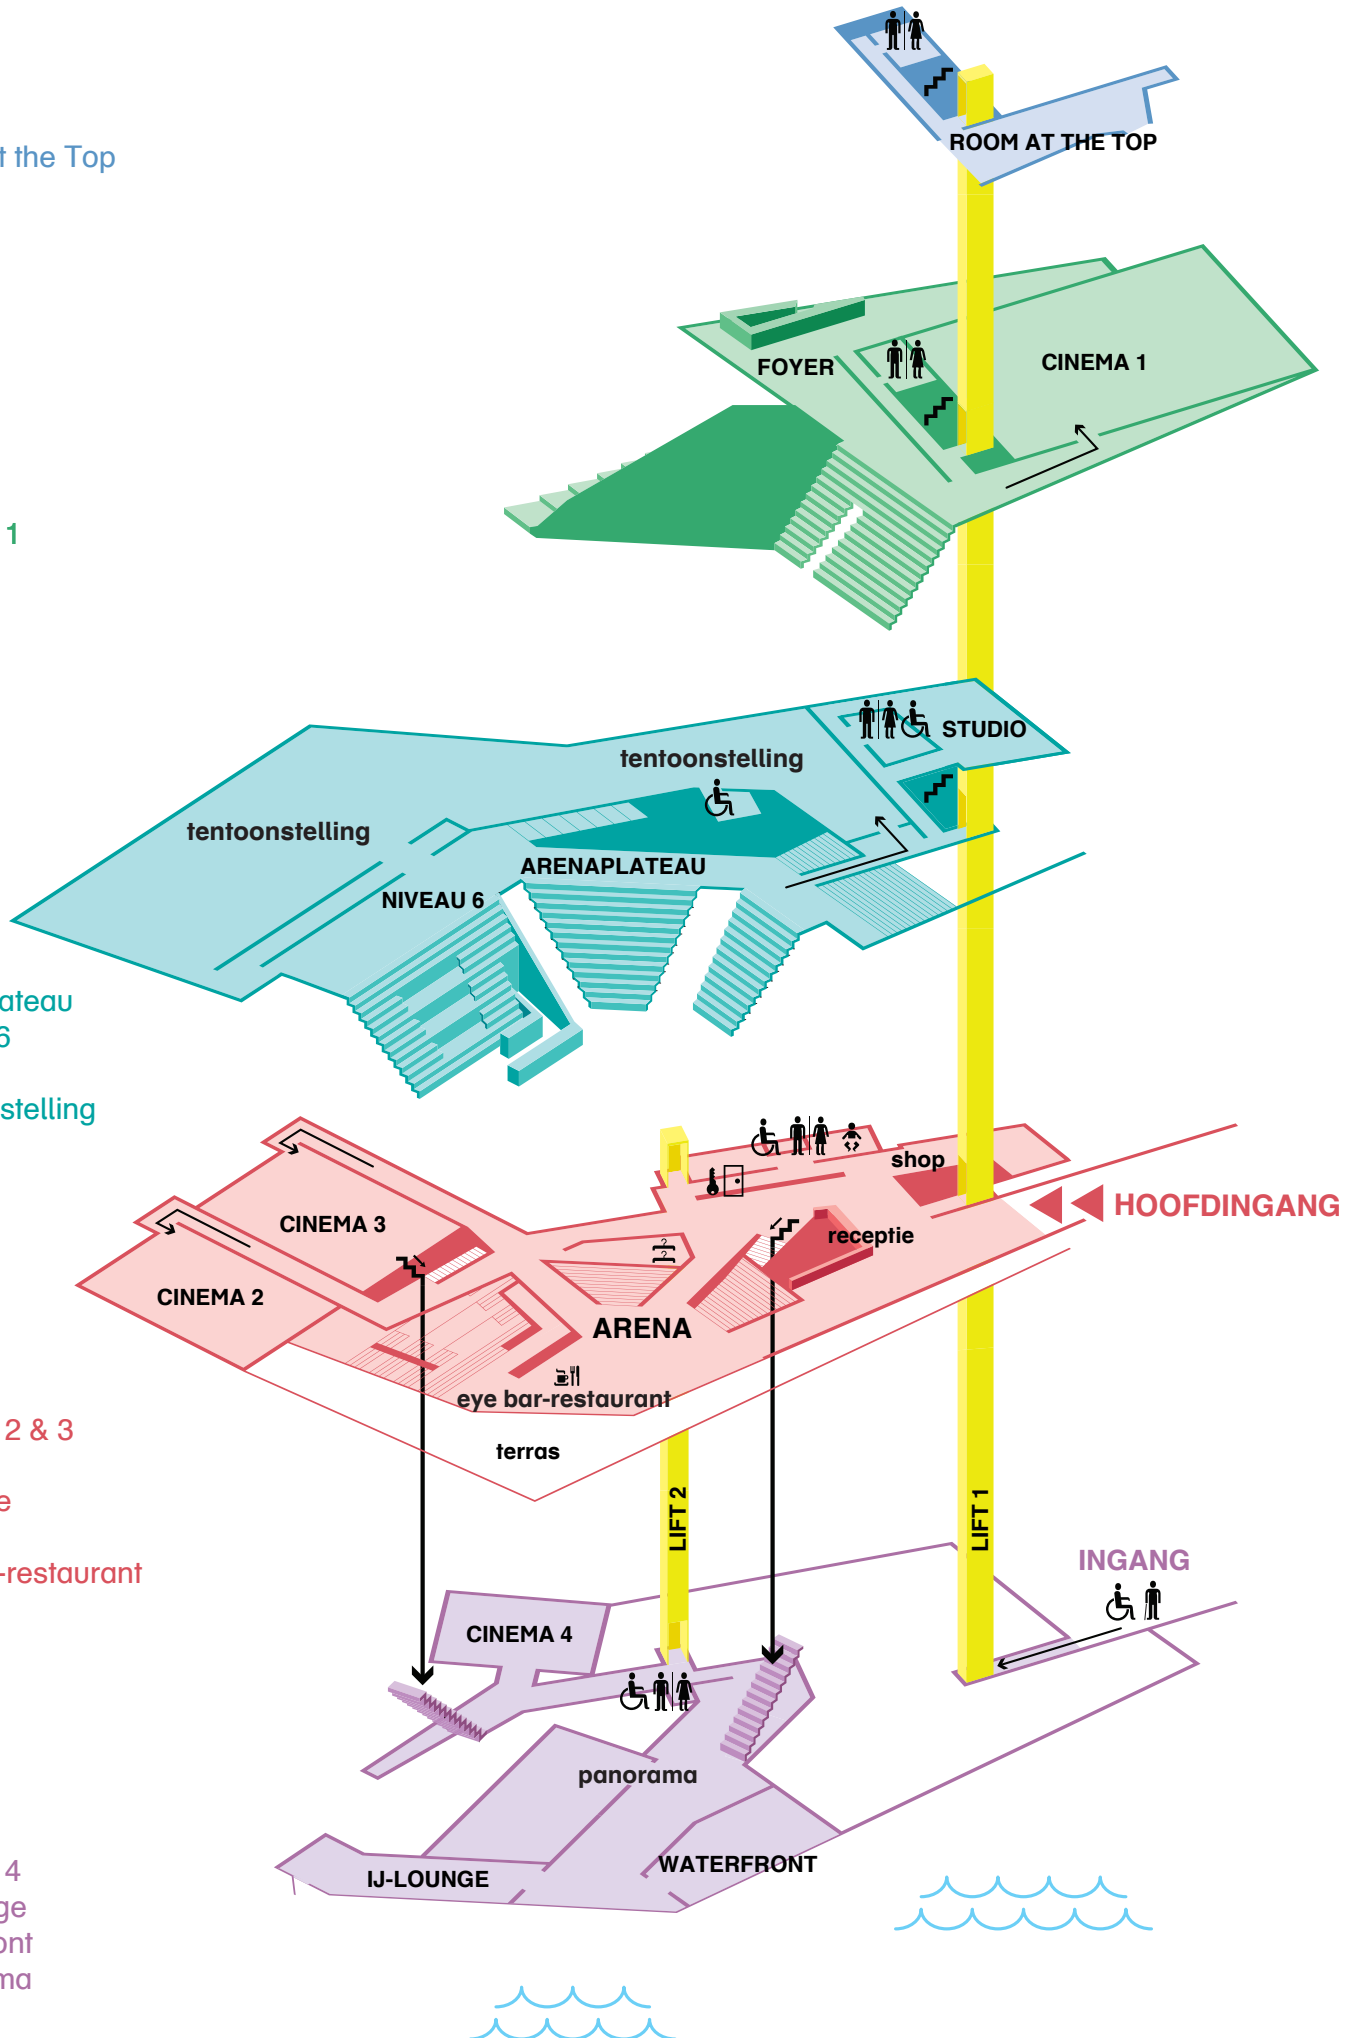 ROOM AT THE TOP
t the Top
FOYER
CINEMA 1
1
STUDIO
tentoonstelling
tentoonstelling
ARENAPLATEAU
NIVEAU 6
ateau
6
stelling
shop
HOOFDINGANG
receptie
CINEMA 3
CINEMA 2
ARENA
? ?
eye bar-restaurant
terras
2 & 3
e
-restaurant
LIFT 2
LIFT 1
INGANG
CINEMA 4
panorama
WATERFRONT
IJ-LOUNGE
4
ge
ont
ma